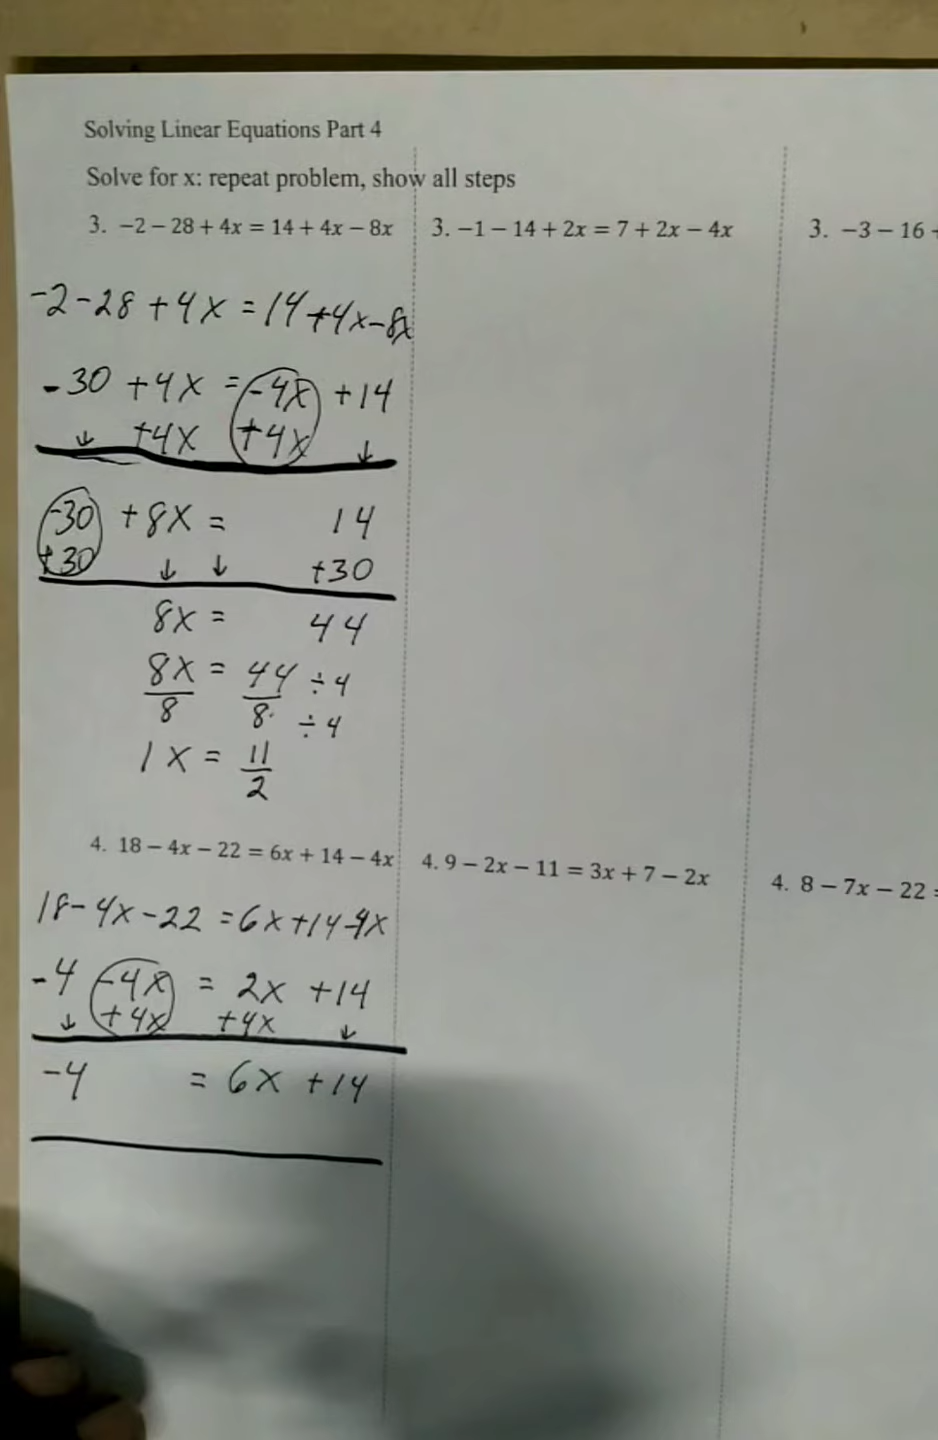 Solving Linear Equations Part 4
Solve for x: repeat problem, show all steps
3. −2 − 28 + 4x = 14 + 4x − 8x
-2-28 +4x =14+4x-8x
-30 +4x = -4x +14
↓ +4x +4x ↓
-30 +8x = 14
+30 ↓ ↓ +30
8x = 44
8x = 44 ÷4
8 8 ÷4
1x = 11
2
4. 18 − 4x − 22 = 6x + 14 − 4x
18-4x-22 =6x+14-4x
-4 -4x = 2x +14
↓ +4x +4x ↓
-4 = 6x +14
3. −1 − 14 + 2x = 7 + 2x − 4x
4. 9 − 2x − 11 = 3x + 7 − 2x
3. −3 − 16
4. 8 − 7x − 22 =